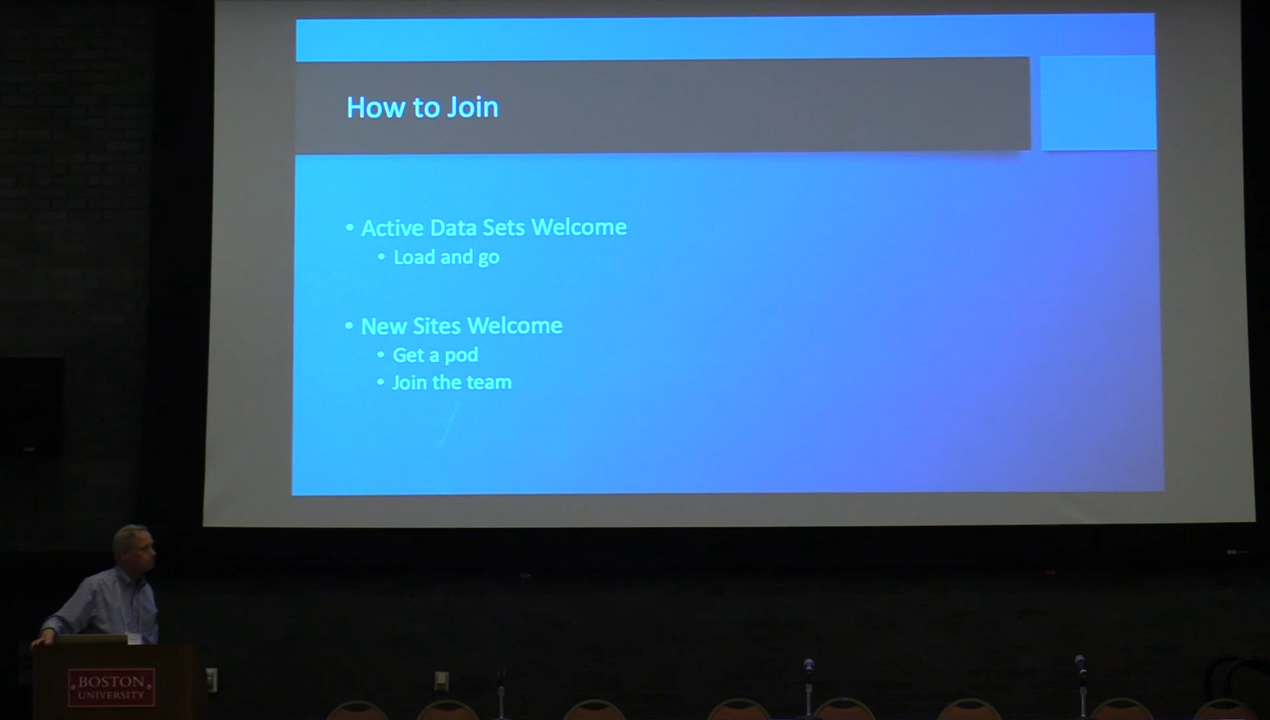 How to Join
• Active Data Sets Welcome
• Load and go
• New Sites Welcome
• Get a pod
• Join the team
BOSTON
UNIVERSITY